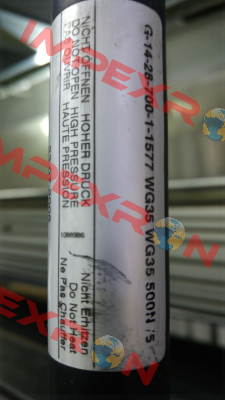 G-14-28-700-1-1577 WG35 WG35 500N /5
NICHT ÖFFNEN HOHER DRUCK
DO NOT OPEN HIGH PRESSURE
PAS OUVRIR HAUTE PRESSION
Nicht Erhitzen
Do Not Heat
Ne Pas Chauffer
IMPEXRON